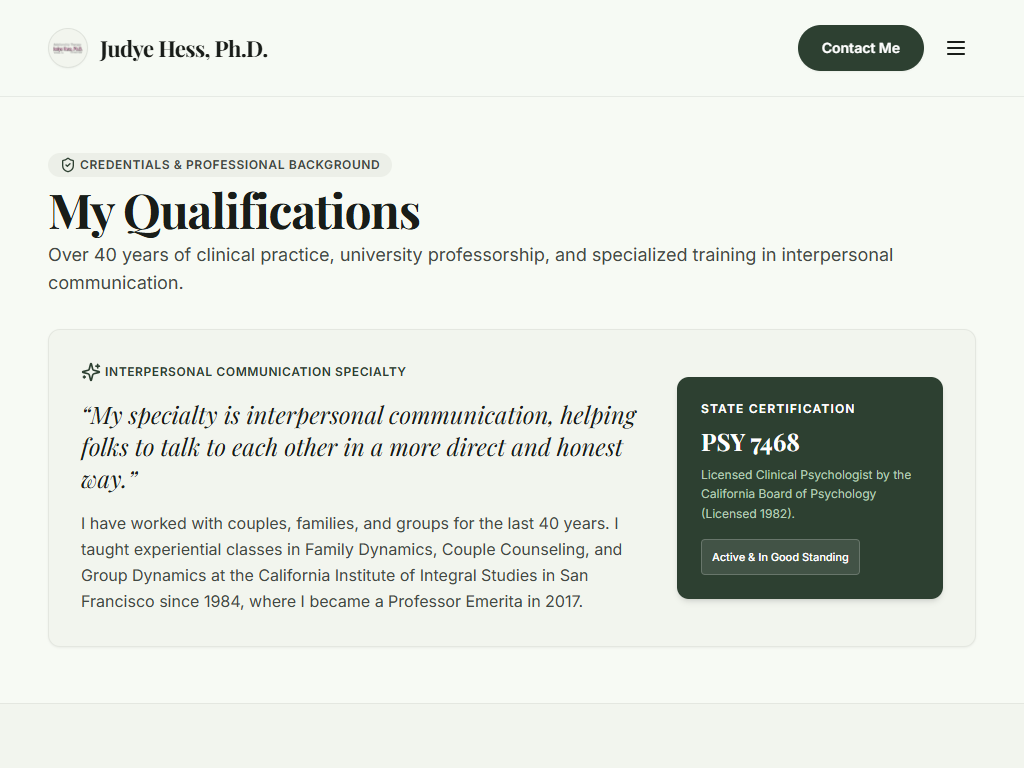 Judye Hess, Ph.D.
Contact Me
CREDENTIALS & PROFESSIONAL BACKGROUND
My Qualifications
Over 40 years of clinical practice, university professorship, and specialized training in interpersonal
communication.
INTERPERSONAL COMMUNICATION SPECIALTY
“My specialty is interpersonal communication, helping
folks to talk to each other in a more direct and honest
way.”
I have worked with couples, families, and groups for the last 40 years. I
taught experiential classes in Family Dynamics, Couple Counseling, and
Group Dynamics at the California Institute of Integral Studies in San
Francisco since 1984, where I became a Professor Emerita in 2017.
STATE CERTIFICATION
PSY 7468
Licensed Clinical Psychologist by the
California Board of Psychology
(Licensed 1982).
Active & In Good Standing